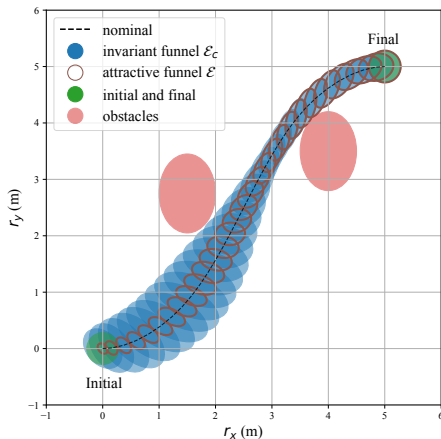 nominal
invariant funnel ℰ_c
attractive funnel ℰ
initial and final
obstacles
Final
Initial
6
5
4
3
2
1
0
−1
−1
0
1
2
3
4
5
6
r_y (m)
r_x (m)